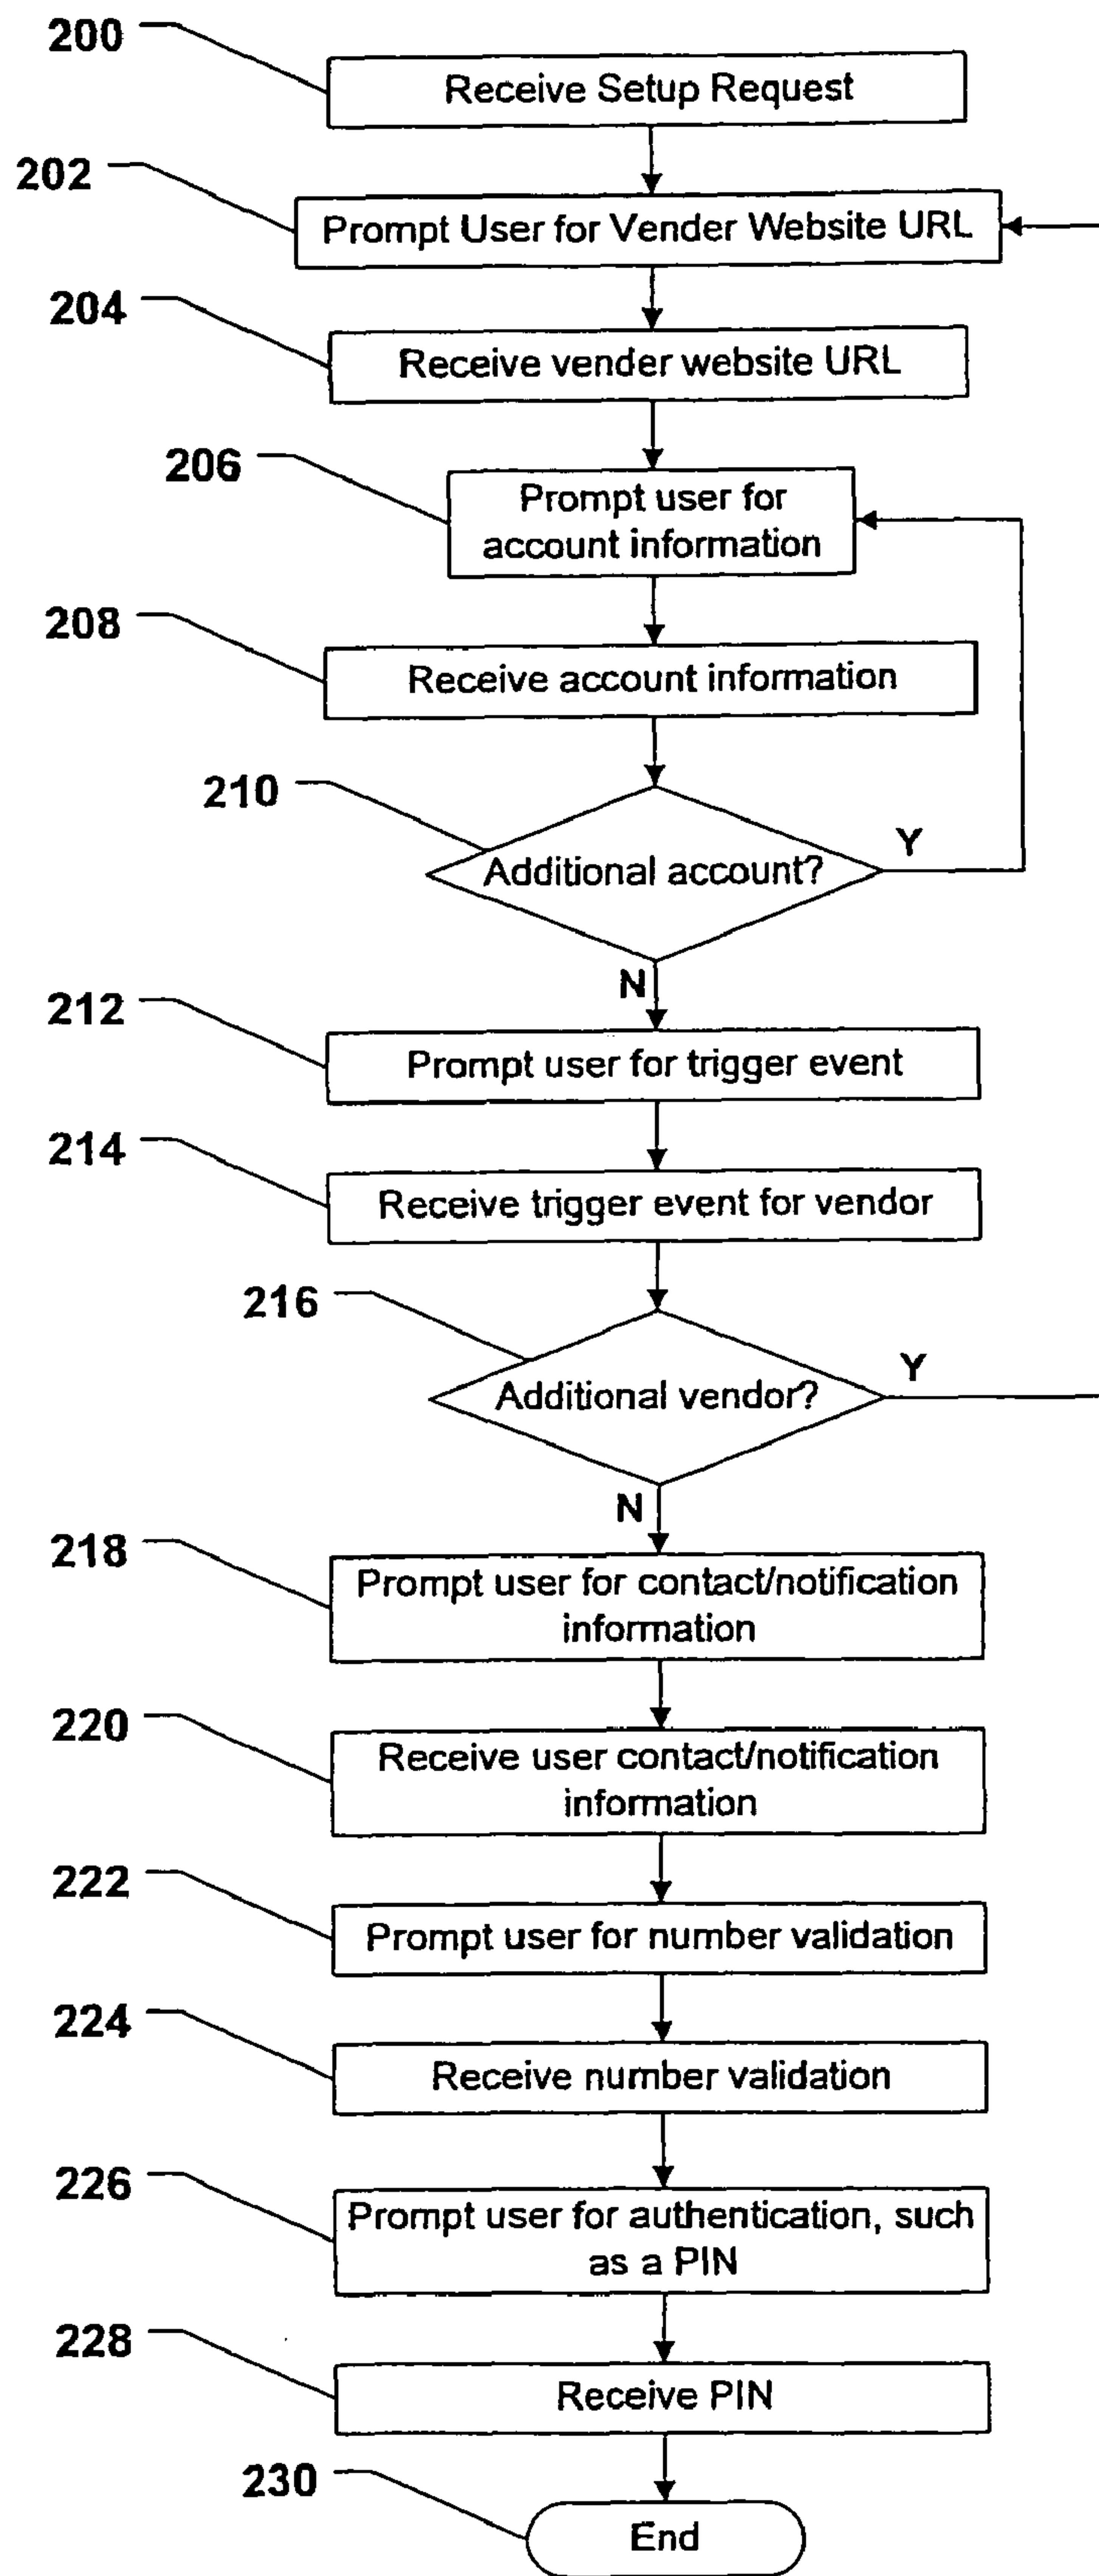 200
Receive Setup Request
202
Prompt User for Vender Website URL
204
Receive vender website URL
206
Prompt user for
account information
208
Receive account information
210
Additional account?
Y
N
212
Prompt user for trigger event
214
Receive trigger event for vendor
216
Additional vendor?
Y
N
218
Prompt user for contact/notification
information
220
Receive user contact/notification
information
222
Prompt user for number validation
224
Receive number validation
226
Prompt user for authentication, such
as a PIN
228
Receive PIN
230
End